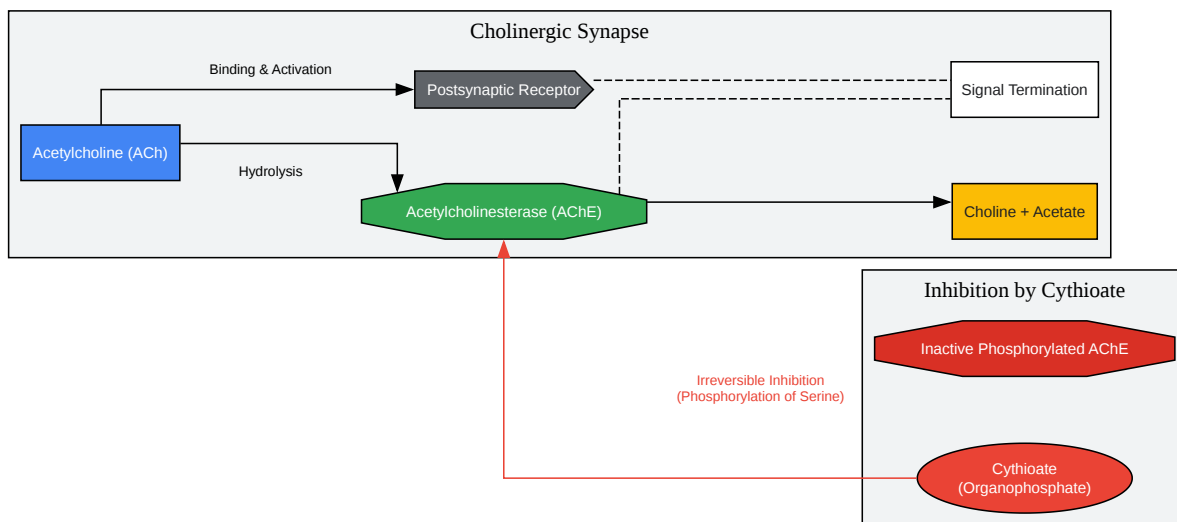 Cholinergic Synapse
Binding & Activation
Postsynaptic Receptor
Signal Termination
Acetylcholine (ACh)
Hydrolysis
Acetylcholinesterase (AChE)
Choline + Acetate
Inhibition by Cythioate
Inactive Phosphorylated AChE
Irreversible Inhibition
(Phosphorylation of Serine)
Cythioate
(Organophosphate)